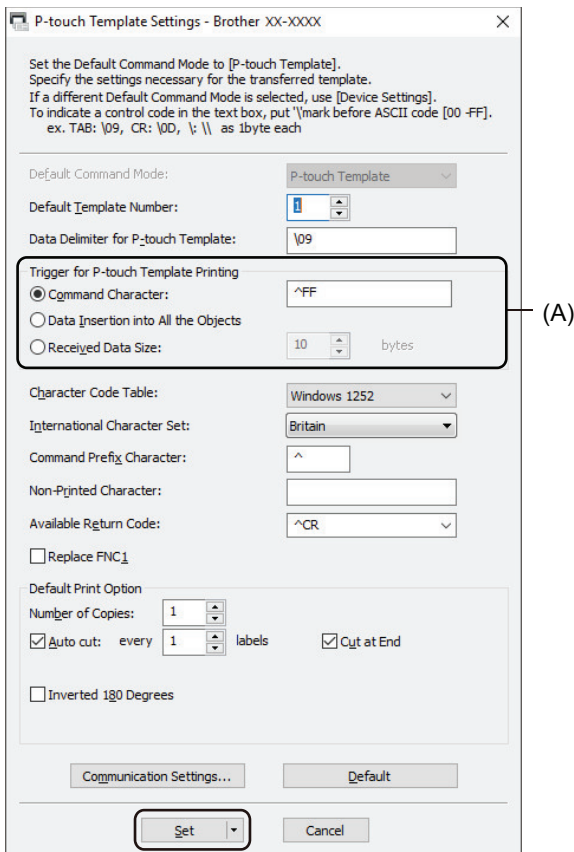 P-touch Template Settings - Brother XX-XXXX
Set the Default Command Mode to [P-touch Template].
Specify the settings necessary for the transferred template.
If a different Default Command Mode is selected, use [Device Settings].
To indicate a control code in the text box, put '\'mark before ASCII code [00 -FF].
ex. TAB: \09, CR: \0D, \: \\ as 1byte each
Default Command Mode: P-touch Template
Default Template Number: 1
Data Delimiter for P-touch Template: \09
Trigger for P-touch Template Printing
Command Character: ^FF
(A)
Data Insertion into All the Objects
Received Data Size: 10 bytes
Character Code Table: Windows 1252
International Character Set: Britain
Command Prefix Character: ^
Non-Printed Character:
Available Return Code: ^CR
Replace FNC1
Default Print Option
Number of Copies: 1
Auto cut: every 1 labels Cut at End
Inverted 180 Degrees
Communication Settings... Default
Set Cancel